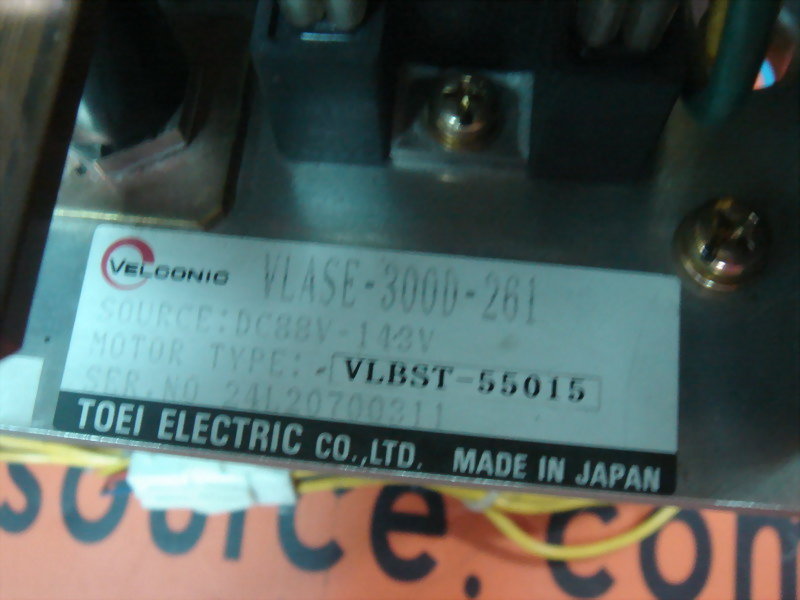 VELCONIC VLASE-300D-261
SOURCE:DC88V-143V
MOTOR TYPE: VLBST-55015
SER.NO 24L20700311
TOEI ELECTRIC CO.,LTD. MADE IN JAPAN
source.com